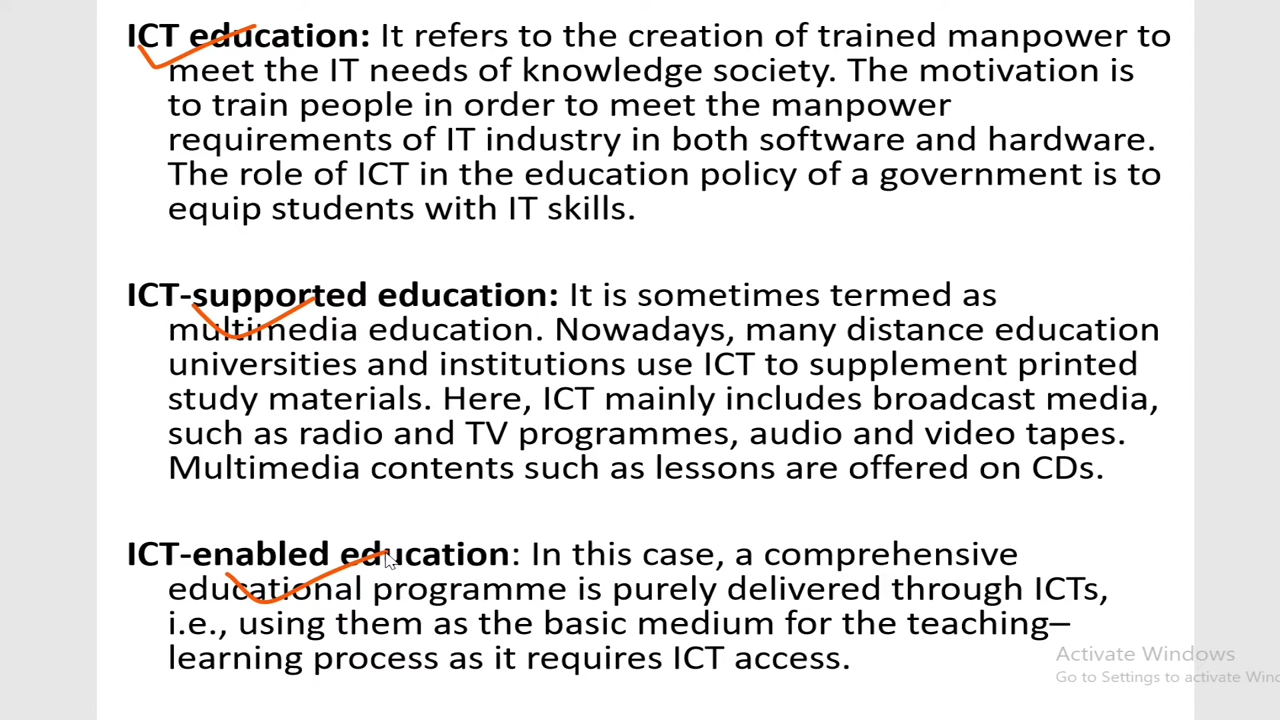 ICT education: It refers to the creation of trained manpower to
meet the IT needs of knowledge society. The motivation is
to train people in order to meet the manpower
requirements of IT industry in both software and hardware.
The role of ICT in the education policy of a government is to
equip students with IT skills.
ICT-supported education: It is sometimes termed as
multimedia education. Nowadays, many distance education
universities and institutions use ICT to supplement printed
study materials. Here, ICT mainly includes broadcast media,
such as radio and TV programmes, audio and video tapes.
Multimedia contents such as lessons are offered on CDs.
ICT-enabled education: In this case, a comprehensive
educational programme is purely delivered through ICTs,
i.e., using them as the basic medium for the teaching–
learning process as it requires ICT access.
Activate Windows
Go to Settings to activate Wind